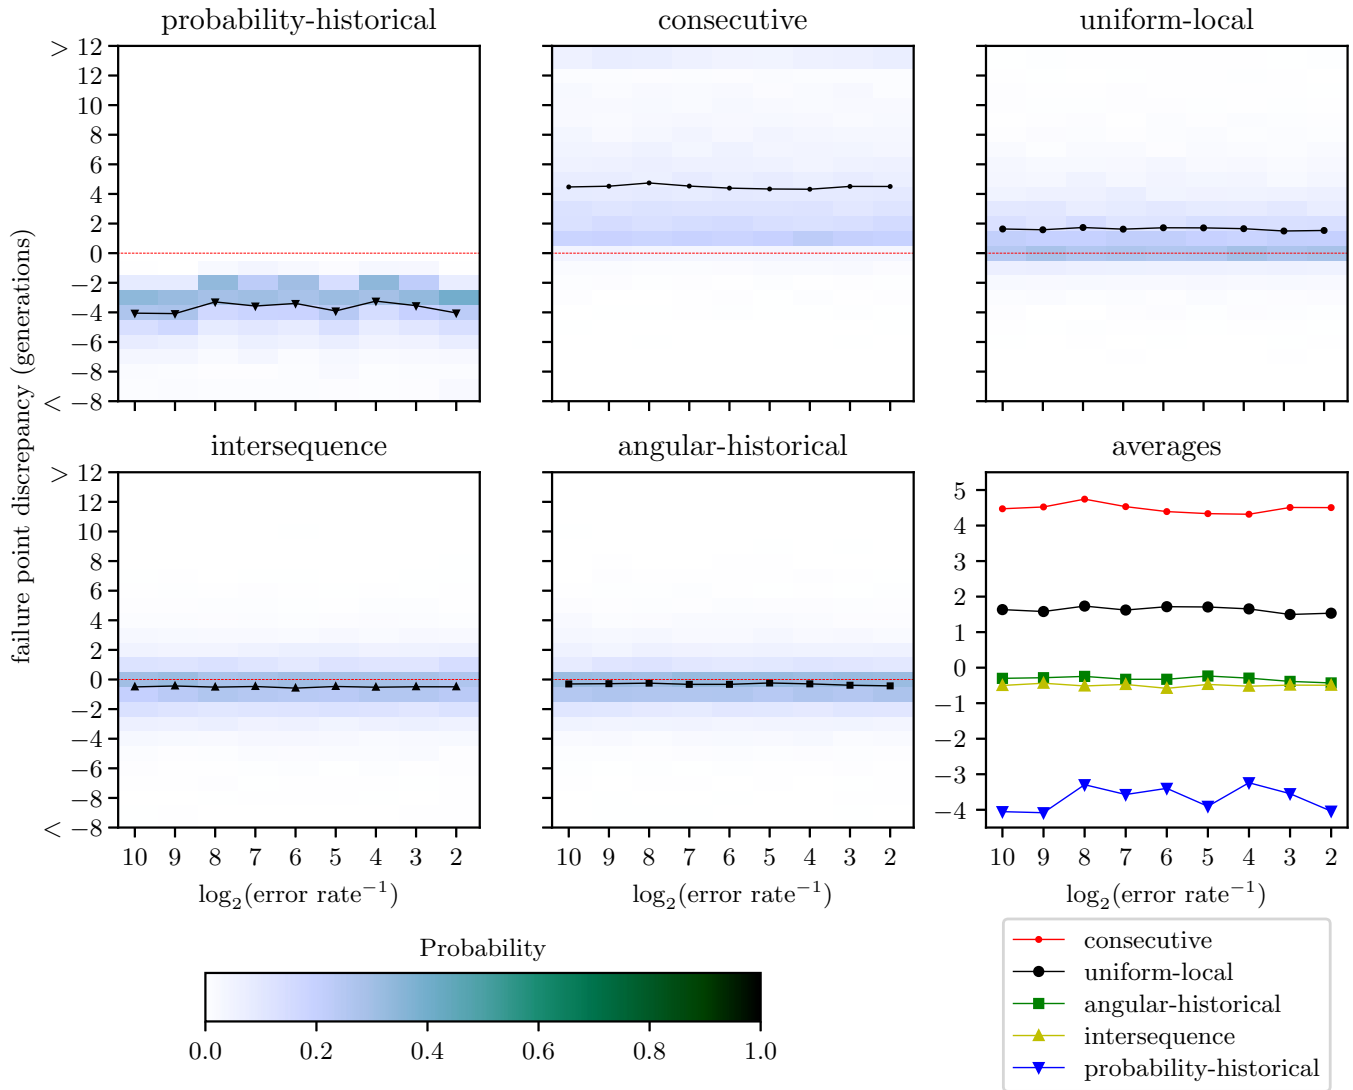 probability-historical
consecutive
uniform-local
failure point discrepancy (generations)
> 12
12
10
8
6
4
2
0
−2
−4
−6
−8
< −8
intersequence
angular-historical
averages
> 12
12
10
8
6
4
2
0
−2
−4
−6
−8
< −8
5
4
3
2
1
0
−1
−2
−3
−4
10 9 8 7 6 5 4 3 2
10 9 8 7 6 5 4 3 2
10 9 8 7 6 5 4 3 2
log₂(error rate⁻¹)
log₂(error rate⁻¹)
log₂(error rate⁻¹)
Probability
0.0 0.2 0.4 0.6 0.8 1.0
consecutive
uniform-local
angular-historical
intersequence
probability-historical